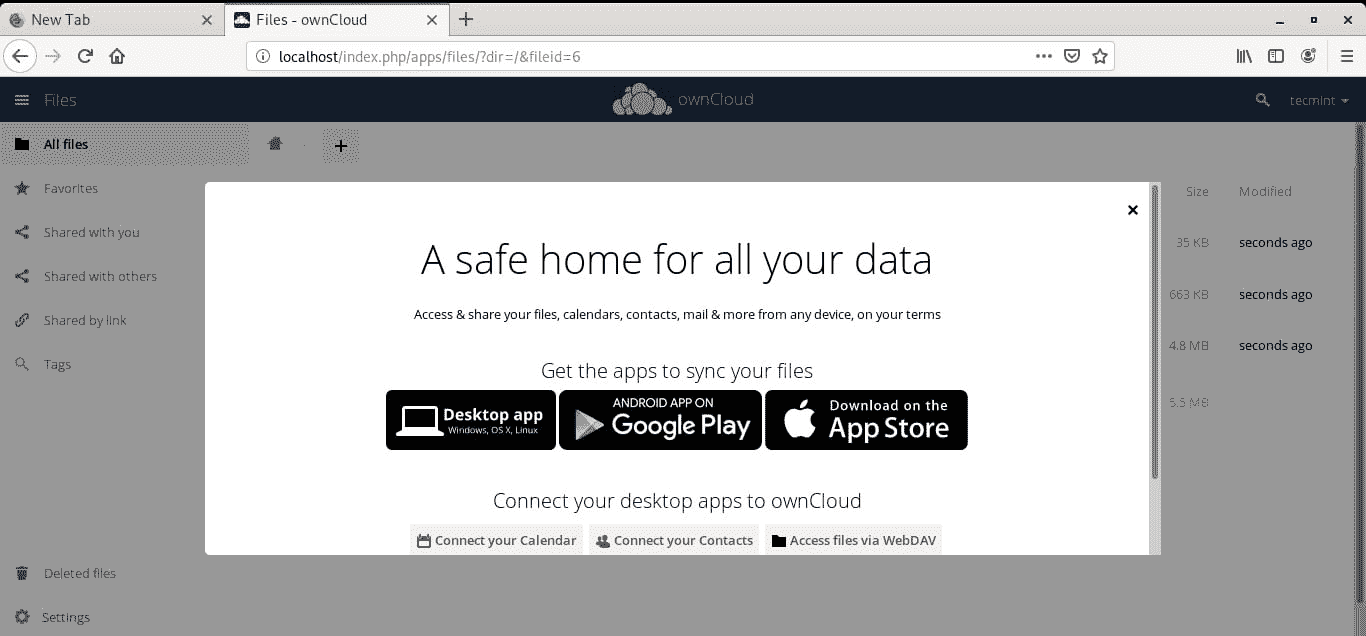 New Tab
Files - ownCloud
localhost/index.php/apps/files/?dir=/&fileid=6
Files
ownCloud
tecmint
All files
Favorites
Shared with you
Shared with others
Shared by link
Tags
Deleted files
Settings
Size Modified
35 KB seconds ago
663 KB seconds ago
4.8 MB seconds ago
5.5 MB
A safe home for all your data
Access & share your files, calendars, contacts, mail & more from any device, on your terms
Get the apps to sync your files
Desktop app
Windows, OS X, Linux
ANDROID APP ON
Google Play
Download on the
App Store
Connect your desktop apps to ownCloud
Connect your Calendar
Connect your Contacts
Access files via WebDAV